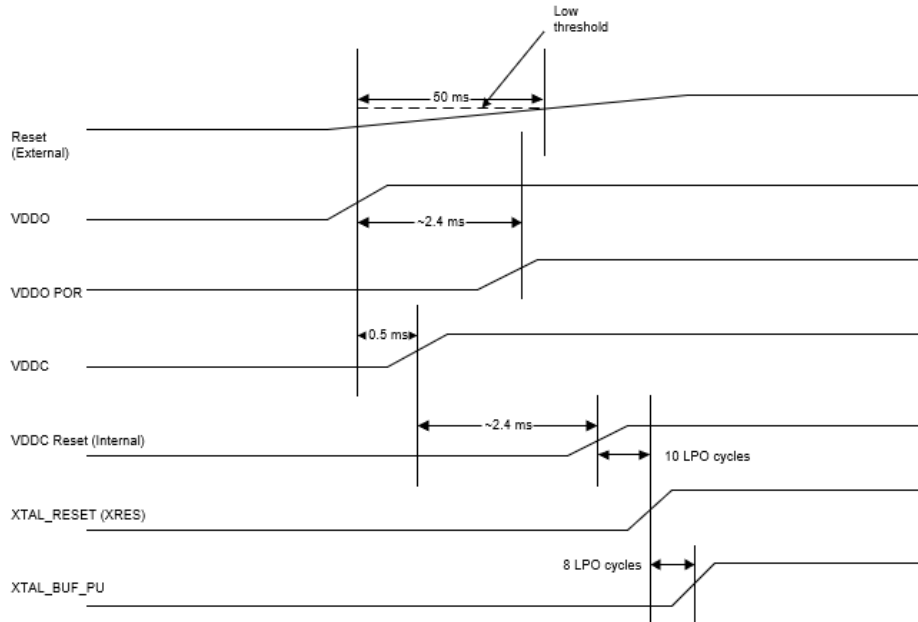 Low
threshold
50 ms
Reset
(External)
VDDO
~2.4 ms
VDDO POR
0.5 ms
VDDC
~2.4 ms
VDDC Reset (Internal)
10 LPO cycles
XTAL_RESET (XRES)
8 LPO cycles
XTAL_BUF_PU